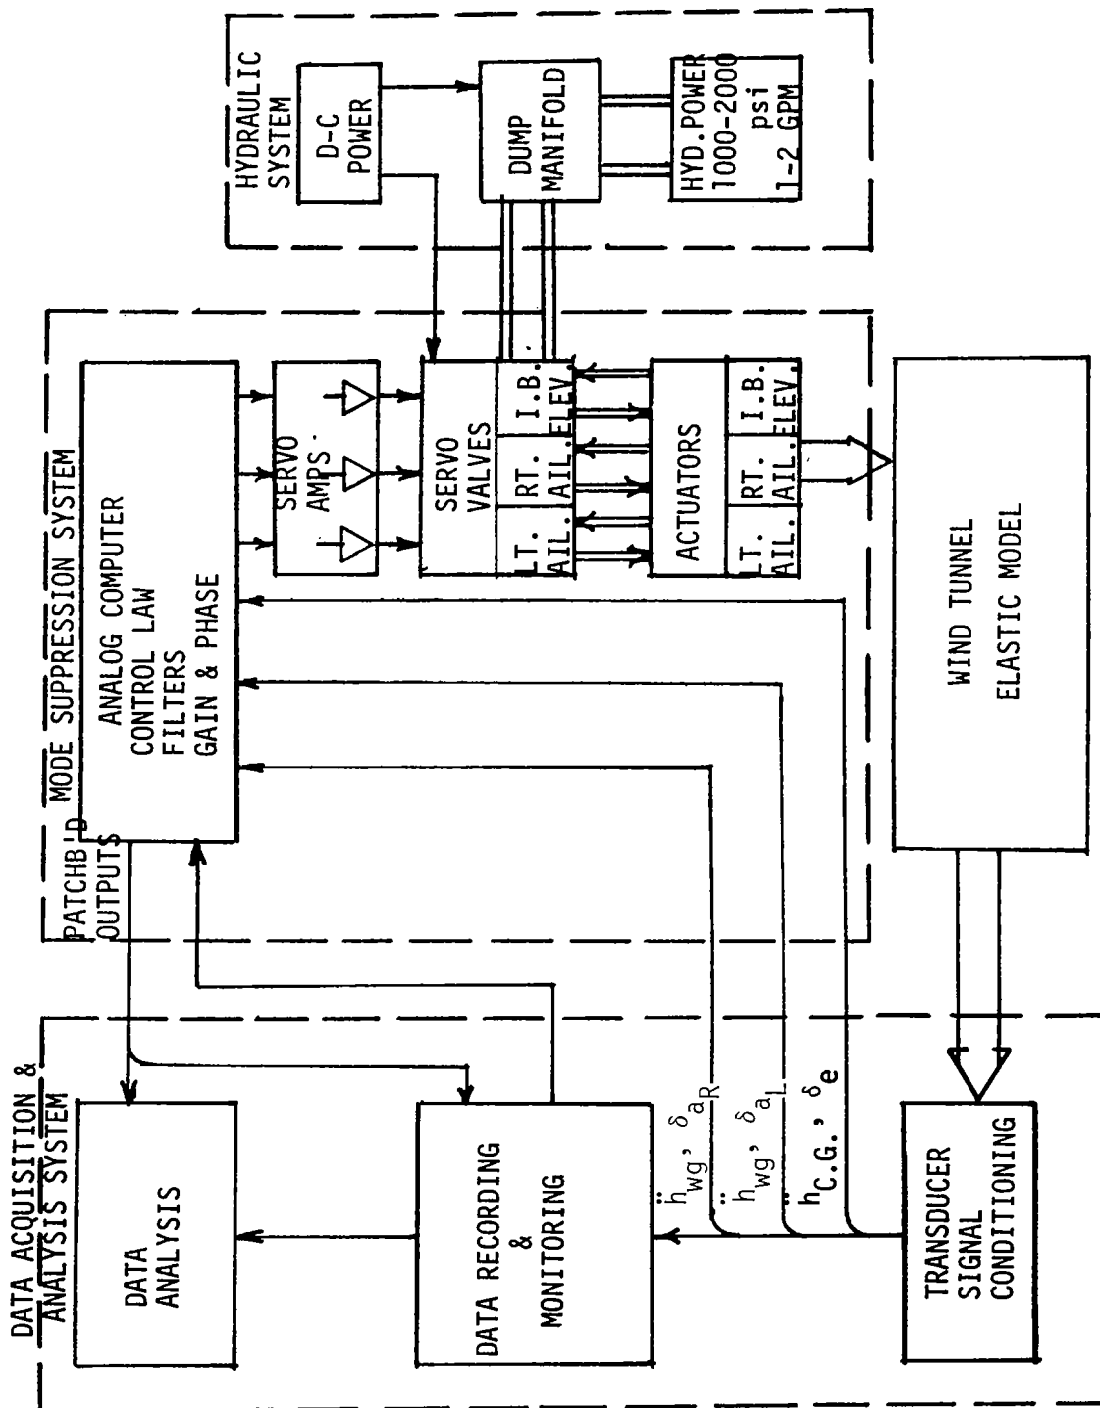 DATA ACQUISITION &
ANALYSIS SYSTEM
DATA
ANALYSIS
DATA RECORDING
&
MONITORING
ḧwg, δaR
ḧwg, δaL
ḧC.G., δe
TRANSDUCER
SIGNAL
CONDITIONING
PATCHB'D
OUTPUTS
MODE SUPPRESSION SYSTEM
ANALOG COMPUTER
CONTROL LAW
FILTERS
GAIN & PHASE
SERVO
AMPS.
SERVO
VALVES
LT.
AIL.
RT.
AIL.
I.B.
ELEV.
ACTUATORS
LT.
AIL.
RT.
AIL.
I.B.
ELEV.
WIND TUNNEL
ELASTIC MODEL
HYDRAULIC
SYSTEM
D-C
POWER
DUMP
MANIFOLD
HYD.POWER
1000-2000
psi
1-2 GPM